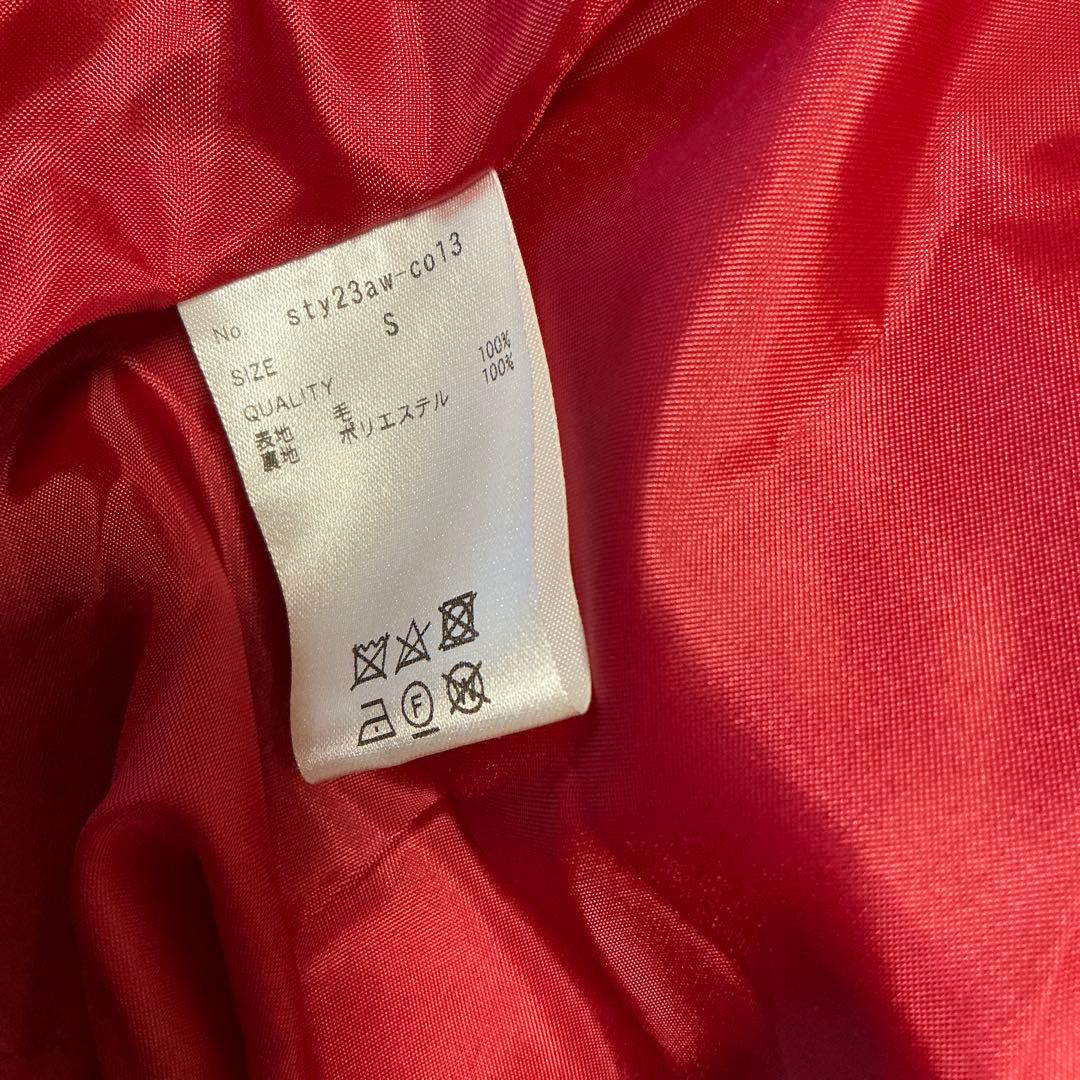 No sty23aw-co13
SIZE S
QUALITY
表地 毛 100%
裏地 ポリエステル 100%
F
W